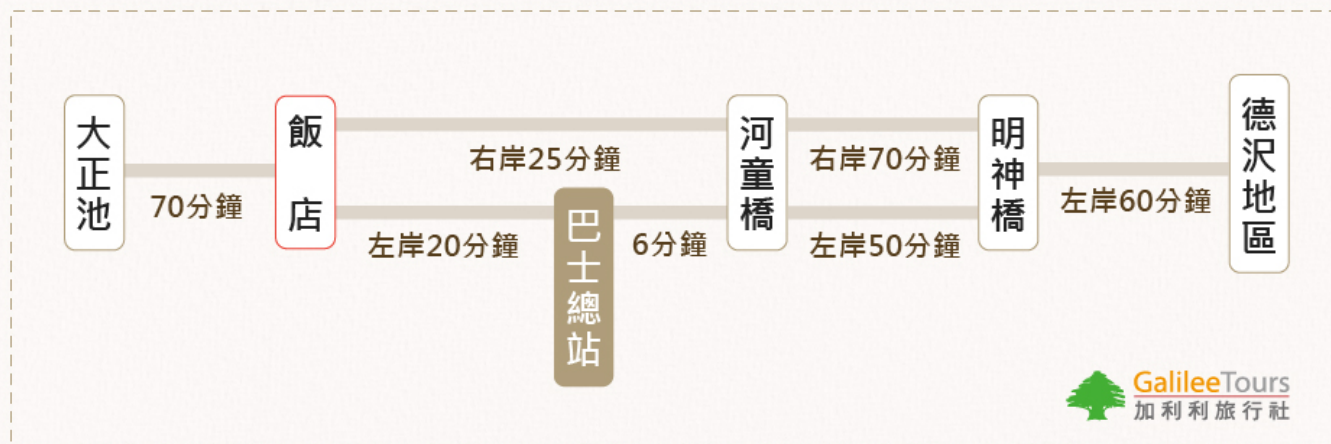 大正池
70分鐘
飯店
右岸25分鐘
左岸20分鐘
巴士總站
6分鐘
河童橋
右岸70分鐘
左岸50分鐘
明神橋
左岸60分鐘
德沢地區
GalileeTours
加利利旅行社